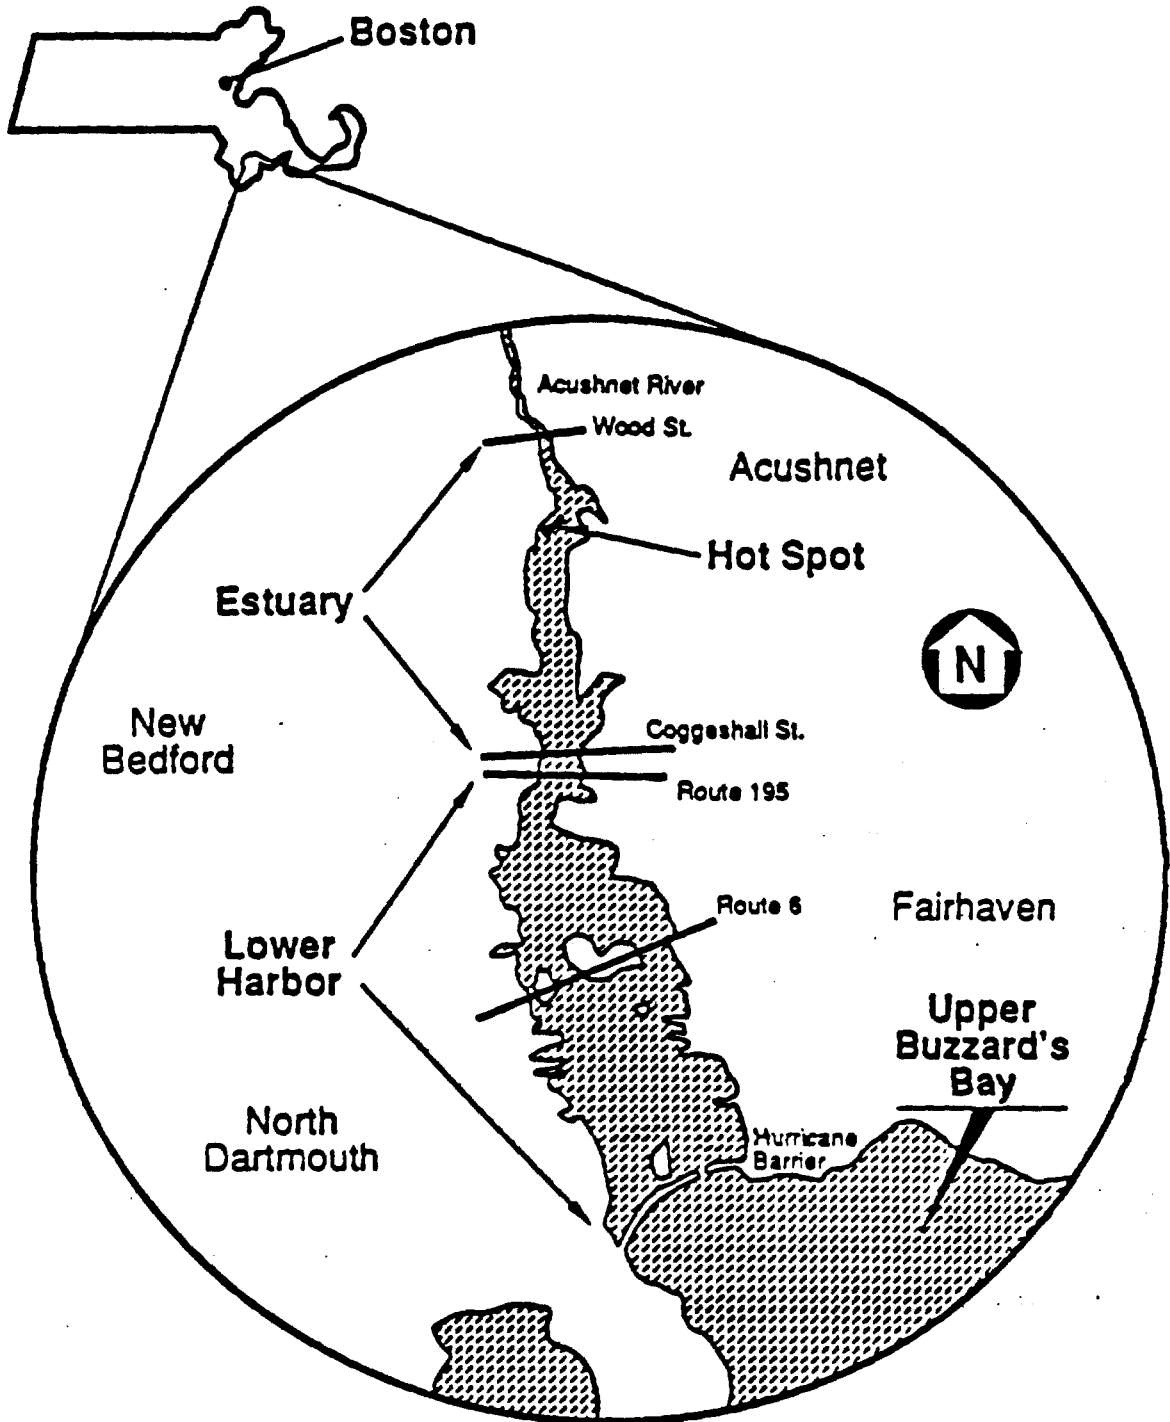 Boston
Acushnet River
Wood St.
Acushnet
Hot Spot
Estuary
N
New
Bedford
Coggeshall St.
Route 195
Route 6
Fairhaven
Lower
Harbor
Upper
Buzzard's
Bay
North
Dartmouth
Hurricane
Barrier